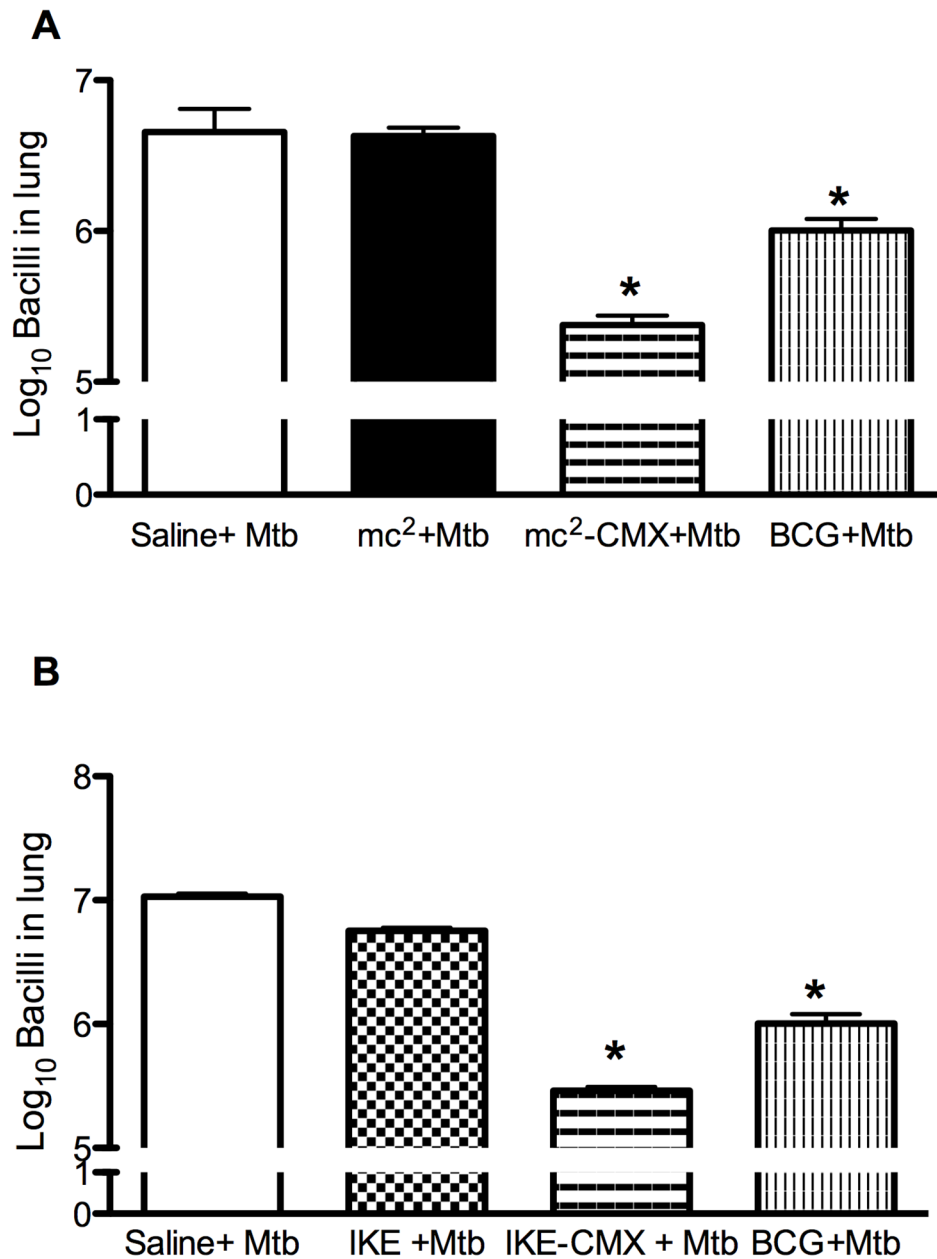 A
Log10 Bacilli in lung
7
*
6
*
5
1
0
Saline+ Mtb mc2+Mtb mc2-CMX+Mtb BCG+Mtb
B
Log10 Bacilli in lung
8
7
*
6
*
5
1
0
Saline+ Mtb IKE +Mtb IKE-CMX + Mtb BCG+Mtb